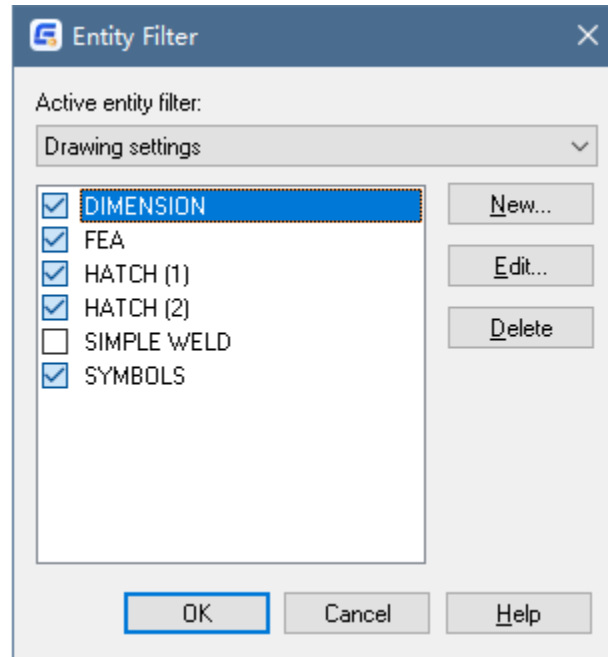 Entity Filter
Active entity filter:
Drawing settings
DIMENSION
FEA
HATCH (1)
HATCH (2)
SIMPLE WELD
SYMBOLS
New...
Edit...
Delete
OK
Cancel
Help